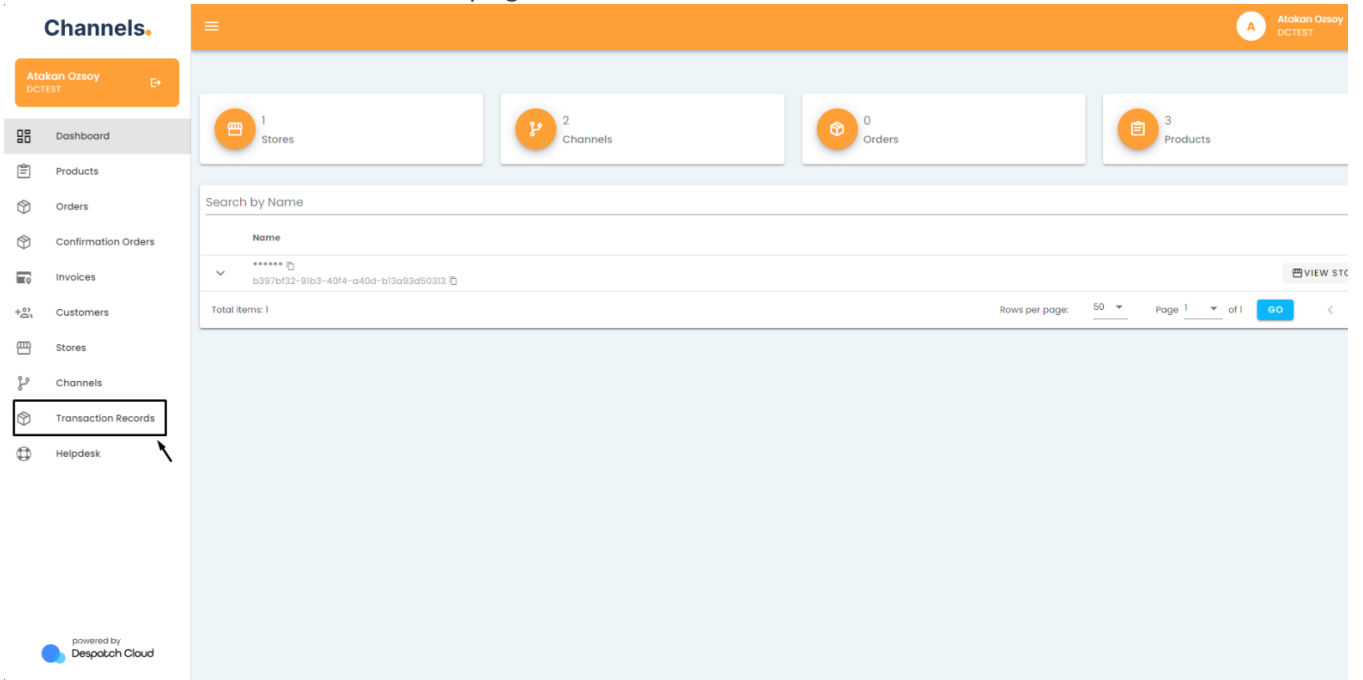 Channels.
Atakan Ozsoy
DCTEST
A
Atakan Ozsoy
DCTEST
Dashboard
Products
Orders
Confirmation Orders
Invoices
Customers
Stores
Channels
Transaction Records
Helpdesk
powered by
Despatch Cloud
1
Stores
2
Channels
0
Orders
3
Products
Search by Name
Name
******
b397bf32-91b3-40f4-a40d-b13a93d50313
VIEW STO
Total items: 1
Rows per page: 50
Page 1 of 1
GO